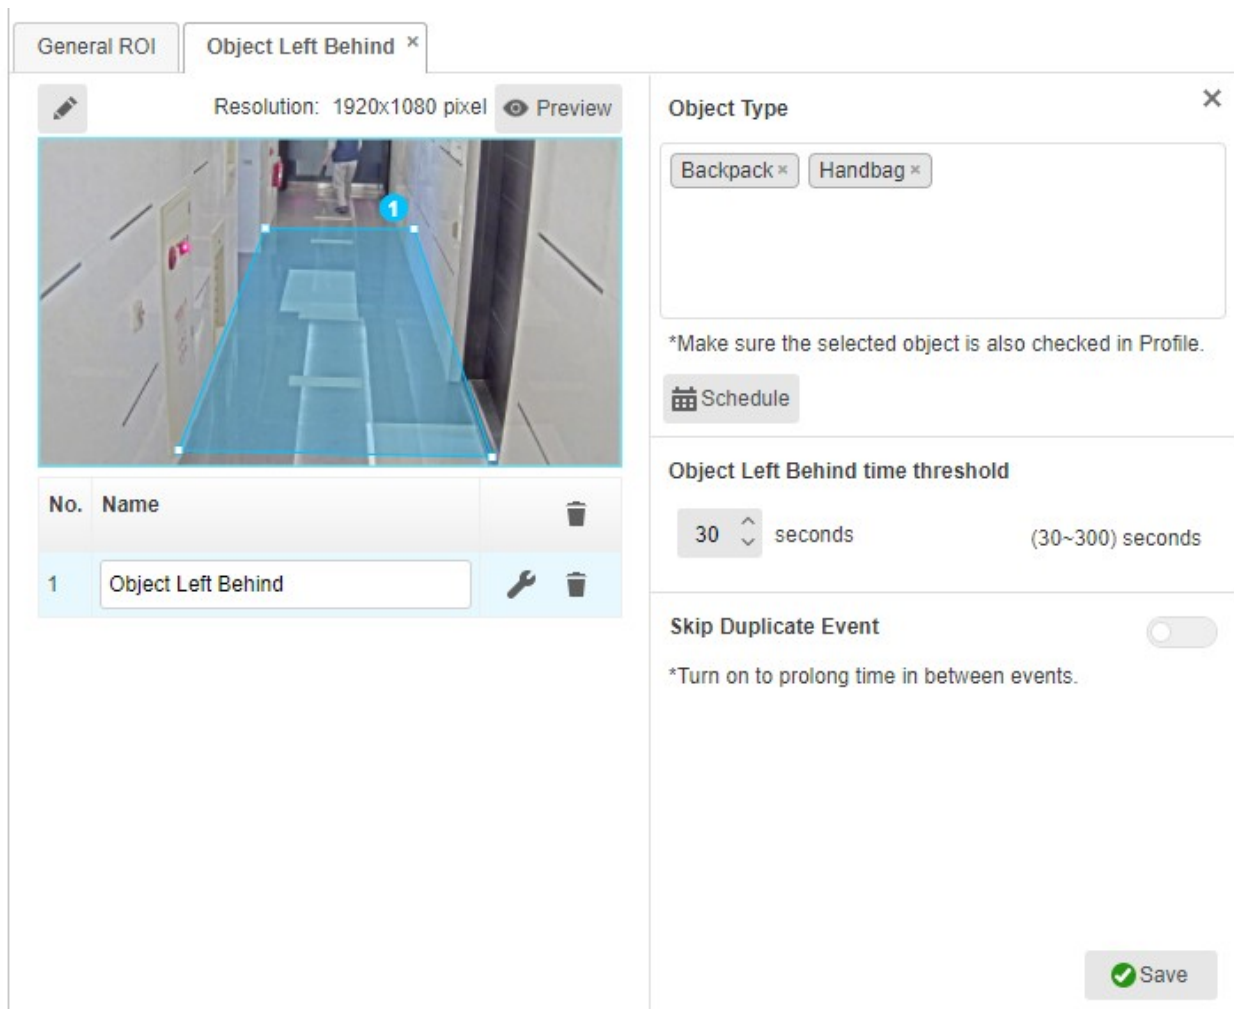 General ROI
Object Left Behind ×
Resolution: 1920x1080 pixel
Preview
1
No. Name
1 Object Left Behind
Object Type
Backpack × Handbag ×
*Make sure the selected object is also checked in Profile.
Schedule
Object Left Behind time threshold
30 seconds (30~300) seconds
Skip Duplicate Event
*Turn on to prolong time in between events.
Save